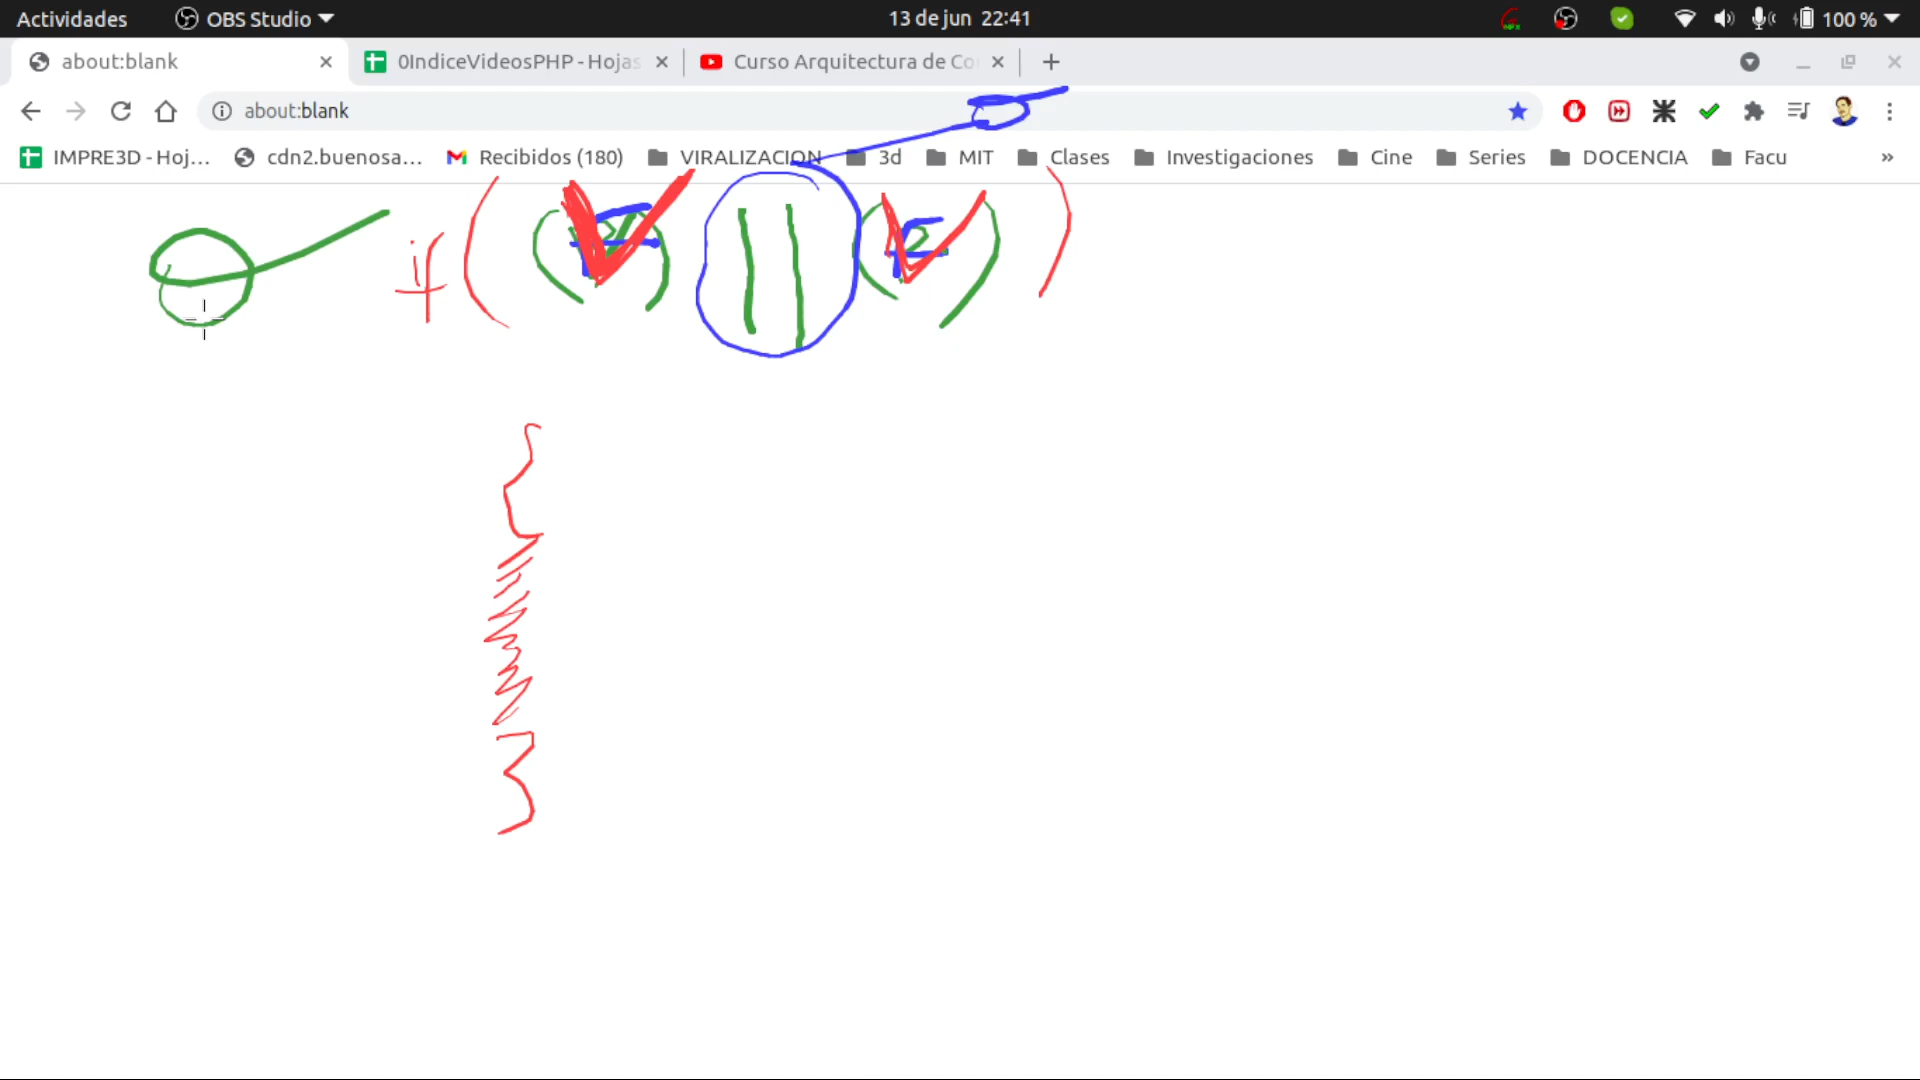 Actividades OBS Studio 13 de jun 22:41 100 %
about:blank 0IndiceVideosPHP - Hojas Curso Arquitectura de Co
about:blank
IMPRE3D - Hoj... cdn2.buenosa... Recibidos (180) VIRALIZACION 3d MIT Clases Investigaciones Cine Series DOCENCIA Facu »
if ( ( ) || ( ) )
{
}